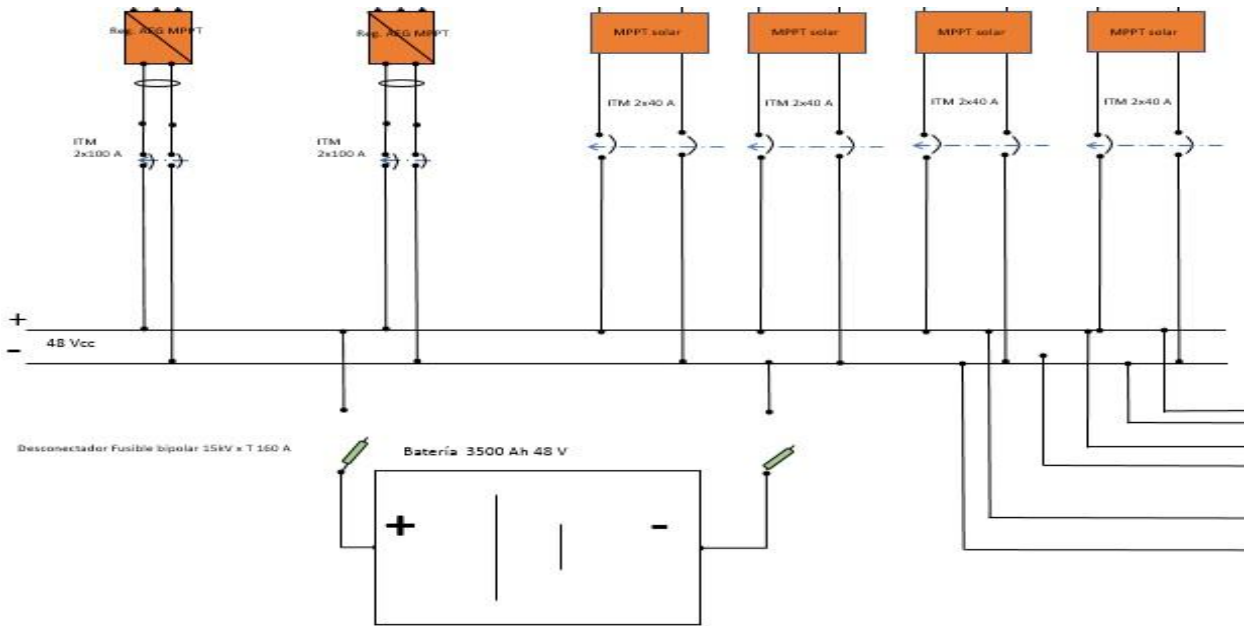 Reg. AEG MPPT
Reg. AEG MPPT
MPPT solar
MPPT solar
MPPT solar
MPPT solar
ITM
2x100 A
ITM
2x100 A
ITM 2x40 A
ITM 2x40 A
ITM 2x40 A
ITM 2x40 A
+
-
48 Vcc
Desconectador Fusible bipolar 15kV x T 160 A
Batería 3500 Ah 48 V
+
-